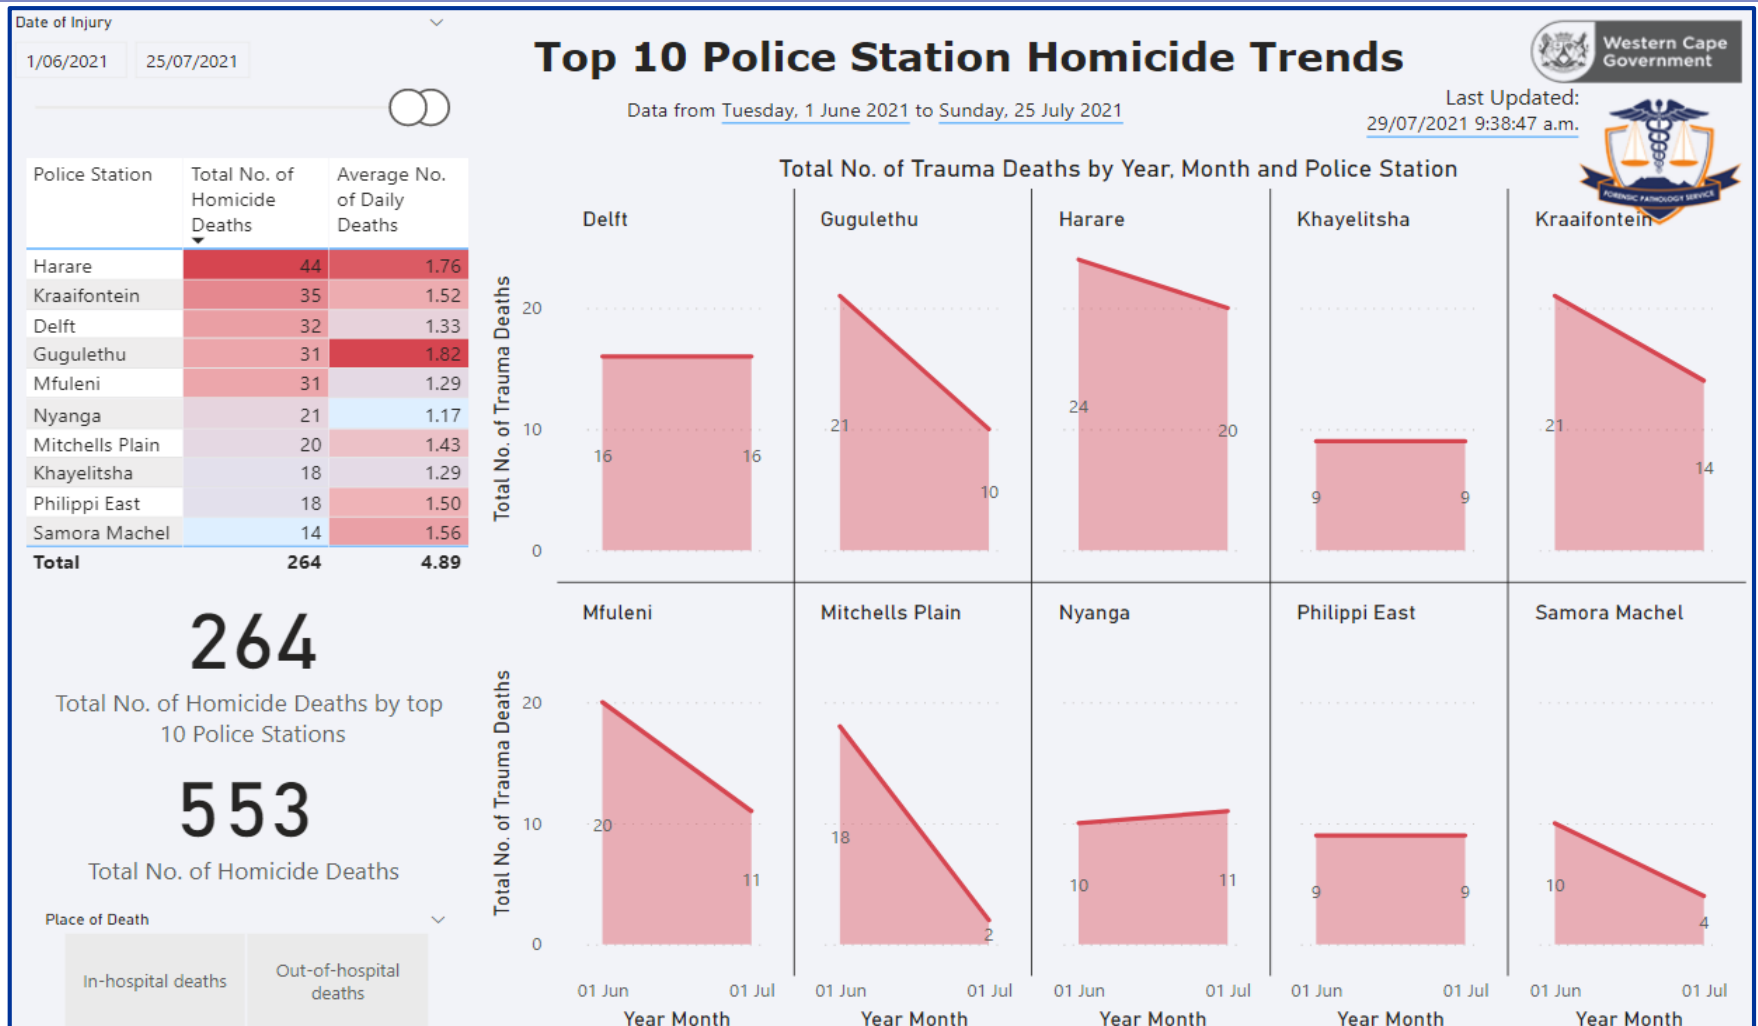 Date of Injury
1/06/2021 25/07/2021
Top 10 Police Station Homicide Trends
Data from Tuesday, 1 June 2021 to Sunday, 25 July 2021
Western Cape
Government
Last Updated:
29/07/2021 9:38:47 a.m.
FORENSIC PATHOLOGY SERVICE
Police Station Total No. of Homicide Deaths Average No. of Daily Deaths
Harare 44 1.76
Kraaifontein 35 1.52
Delft 32 1.33
Gugulethu 31 1.82
Mfuleni 31 1.29
Nyanga 21 1.17
Mitchells Plain 20 1.43
Khayelitsha 18 1.29
Philippi East 18 1.50
Samora Machel 14 1.56
Total 264 4.89
264
Total No. of Homicide Deaths by top
10 Police Stations
553
Total No. of Homicide Deaths
Place of Death
In-hospital deaths
Out-of-hospital
deaths
Total No. of Trauma Deaths by Year, Month and Police Station
Delft Gugulethu Harare Khayelitsha Kraaifontein
Total No. of Trauma Deaths
20
10
0
16 16
21 10
24 20
9 9
21 14
Mfuleni Mitchells Plain Nyanga Philippi East Samora Machel
Total No. of Trauma Deaths
20
10
0
20 11
18 2
10 11
9 9
10 4
01 Jun 01 Jul 01 Jun 01 Jul 01 Jun 01 Jul 01 Jun 01 Jul 01 Jun 01 Jul
Year Month Year Month Year Month Year Month Year Month